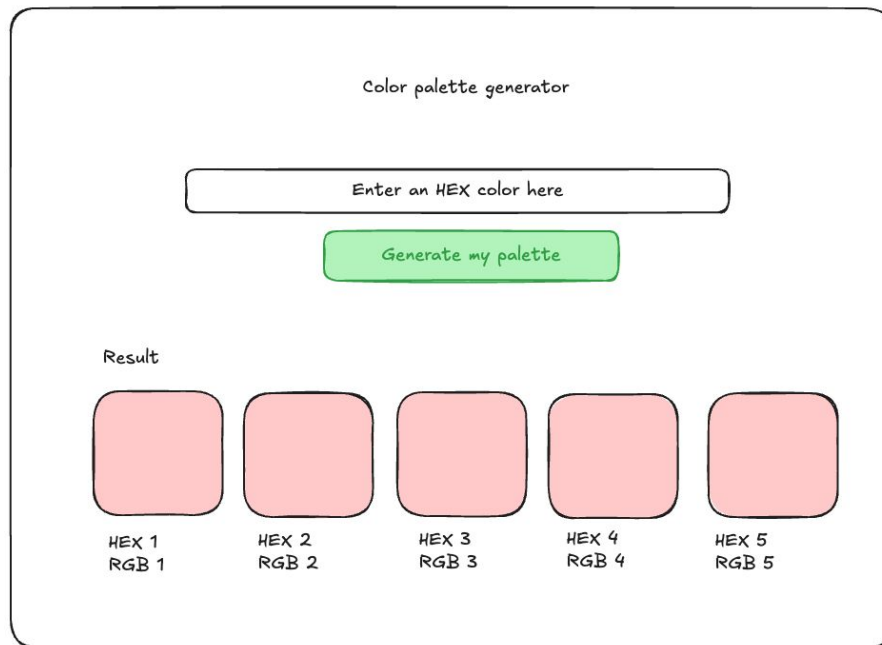 Color palette generator
Enter an HEX color here
Generate my palette
Result
HEX 1
RGB 1
HEX 2
RGB 2
HEX 3
RGB 3
HEX 4
RGB 4
HEX 5
RGB 5